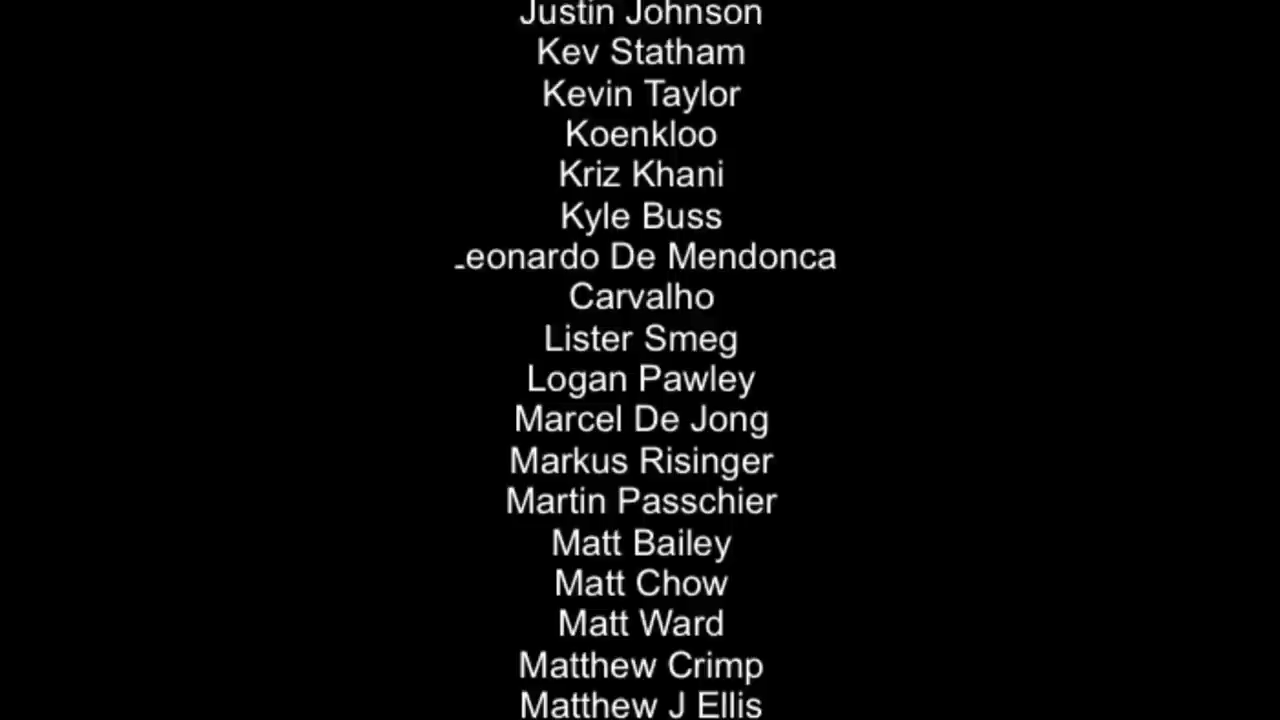 Justin Johnson
Kev Statham
Kevin Taylor
Koenkloo
Kriz Khani
Kyle Buss
Leonardo De Mendonca
Carvalho
Lister Smeg
Logan Pawley
Marcel De Jong
Markus Risinger
Martin Passchier
Matt Bailey
Matt Chow
Matt Ward
Matthew Crimp
Matthew J Ellis